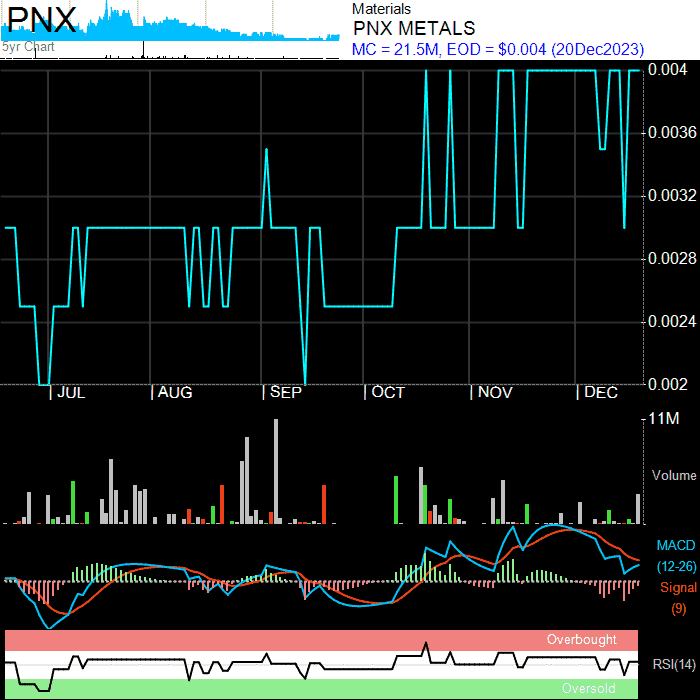 PNX
5yr Chart
Materials
PNX METALS
MC = 21.5M, EOD = $0.004 (20Dec2023)
0.004
0.0036
0.0032
0.0028
0.0024
0.002
JUL AUG SEP OCT NOV DEC
11M
Volume
MACD
(12-26)
Signal
(9)
Overbought
RSI(14)
Oversold